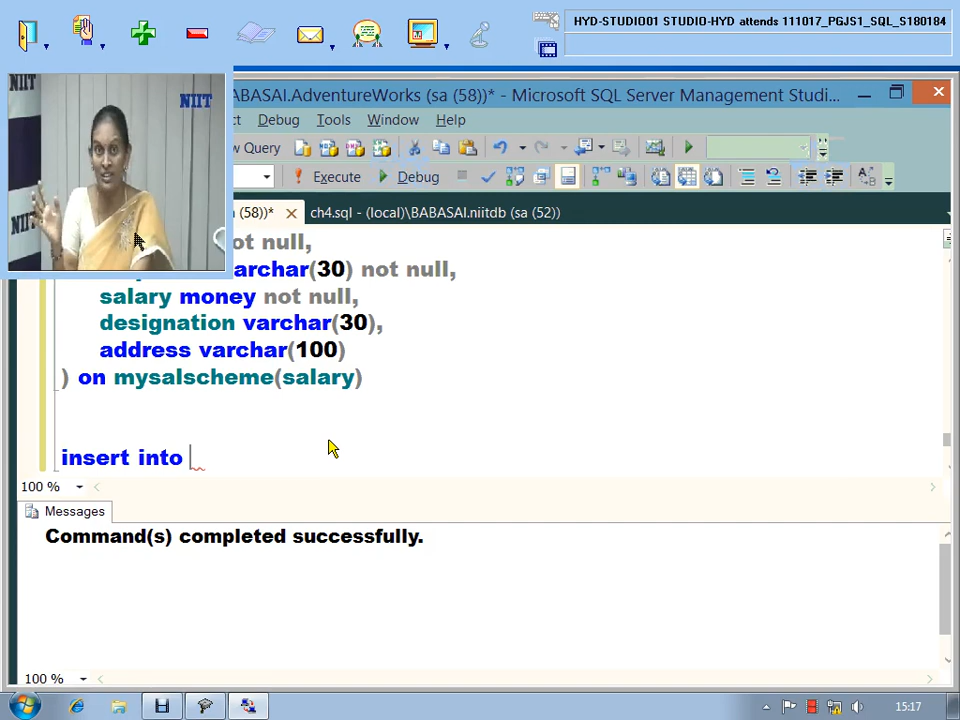 HYD-STUDIO01 STUDIO-HYD attends 111017_PGJS1_SQL_S180184
NIIT
NIIT
NIIT
BABASAI.AdventureWorks (sa (58))* - Microsoft SQL Server Management Studi...
Debug Tools Window Help
Query
Execute Debug
(58))* ch4.sql - (local)\BABASAI.niitdb (sa (52))
not null,
varchar(30) not null,
salary money not null,
designation varchar(30),
address varchar(100)
) on mysalscheme(salary)
insert into
100 %
Messages
Command(s) completed successfully.
100 %
15:17